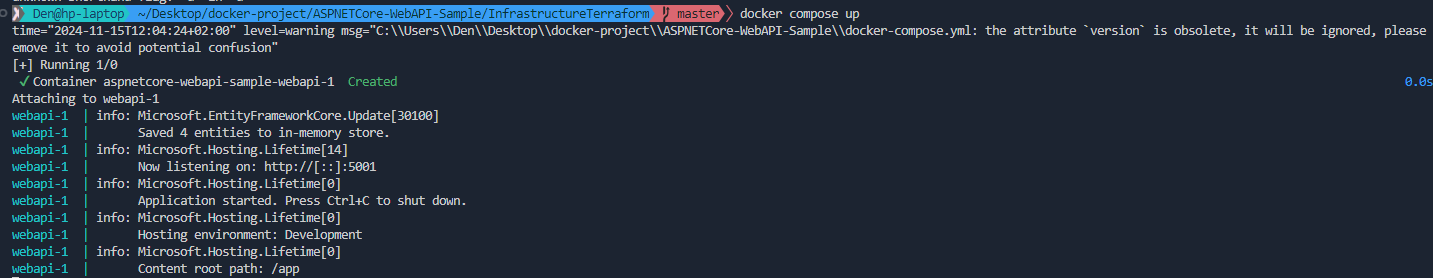 Den@hp-laptop ~/Desktop/docker-project/ASPNETCore-WebAPI-Sample/InfrastructureTerraform master docker compose up
time="2024-11-15T12:04:24+02:00" level=warning msg="C:\\Users\\Den\\Desktop\\docker-project\\ASPNETCore-WebAPI-Sample\\docker-compose.yml: the attribute `version` is obsolete, it will be ignored, please
emove it to avoid potential confusion"
[+] Running 1/0
✓ Container aspnetcore-webapi-sample-webapi-1 Created 0.0s
Attaching to webapi-1
webapi-1 | info: Microsoft.EntityFrameworkCore.Update[30100]
webapi-1 | Saved 4 entities to in-memory store.
webapi-1 | info: Microsoft.Hosting.Lifetime[14]
webapi-1 | Now listening on: http://[::]:5001
webapi-1 | info: Microsoft.Hosting.Lifetime[0]
webapi-1 | Application started. Press Ctrl+C to shut down.
webapi-1 | info: Microsoft.Hosting.Lifetime[0]
webapi-1 | Hosting environment: Development
webapi-1 | info: Microsoft.Hosting.Lifetime[0]
webapi-1 | Content root path: /app